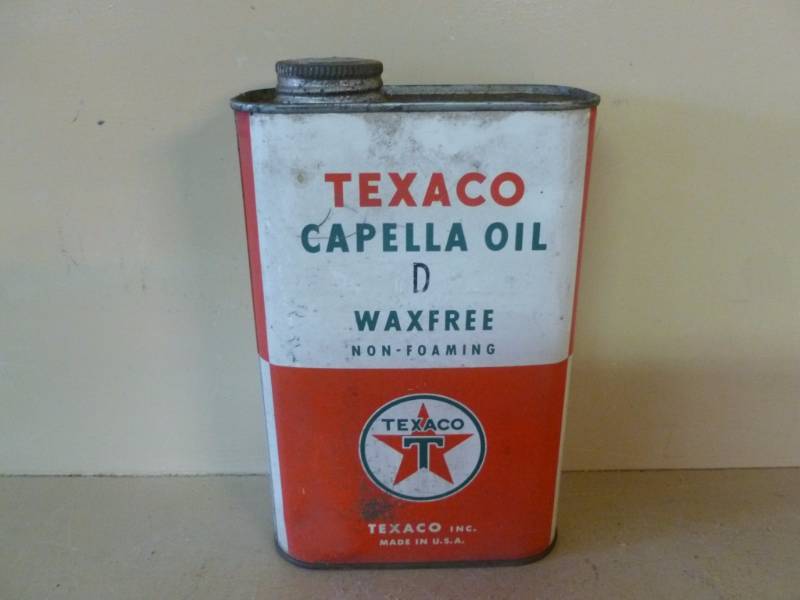 TEXACO
CAPELLA OIL
D
WAXFREE
NON-FOAMING
TEXACO
T
TEXACO INC.
MADE IN U.S.A.